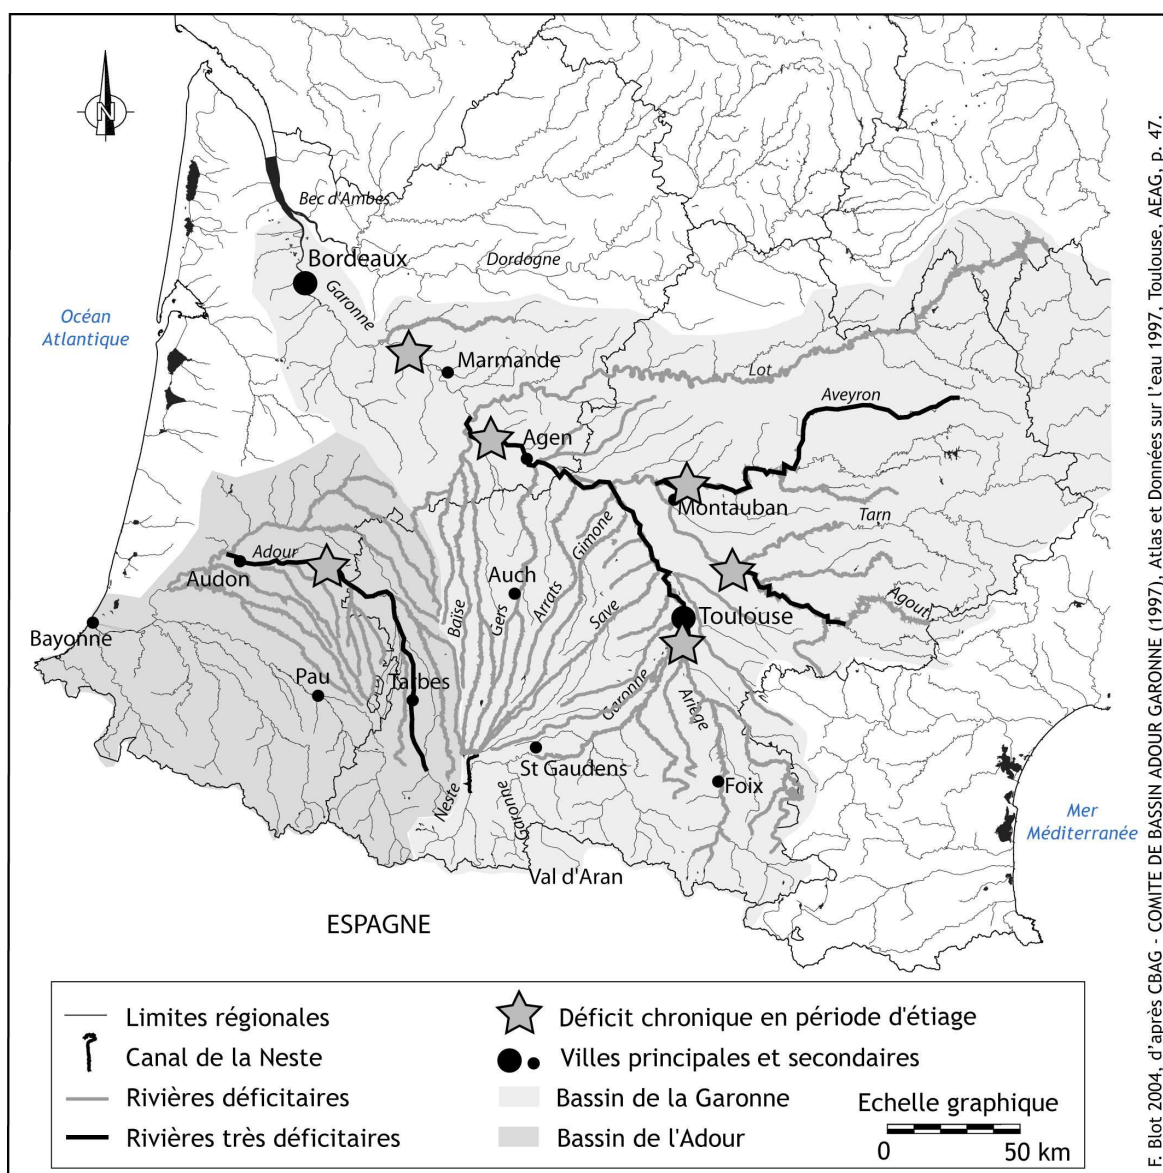 N
Bec d'Ambes
Bordeaux
Dordogne
Garonne
Océan
Atlantique
Marmande
Lot
Aveyron
Agen
Montauban
Tarn
Gimone
Adour
Audon
Auch
Baïse
Gers
Arrats
Save
Agout
Toulouse
Bayonne
Pau
Tarbes
Garonne
Ariège
St Gaudens
Foix
Neste
Garonne
Mer
Méditerranée
Val d'Aran
ESPAGNE
Limites régionales
Canal de la Neste
Rivières déficitaires
Rivières très déficitaires
Déficit chronique en période d'étiage
Villes principales et secondaires
Bassin de la Garonne
Bassin de l'Adour
Echelle graphique
0 50 km
F. Blot 2004, d'après CBAG - COMITE DE BASSIN ADOUR GARONNE (1997), Atlas et Données sur l'eau 1997, Toulouse, AEAG, p. 47.